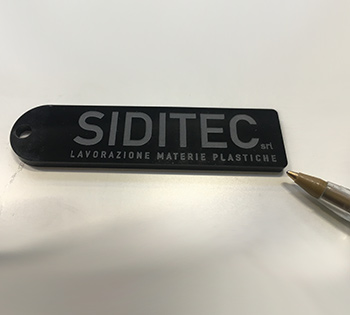 SIDITEC srl
LAVORAZIONE MATERIE PLASTICHE